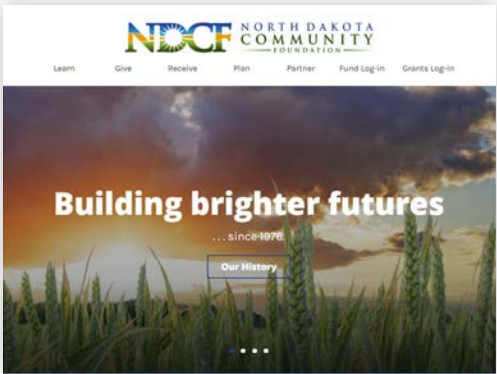 NDCF NORTH DAKOTA
COMMUNITY
FOUNDATION
Learn Give Receive Plan Partner Fund Log-in Grants Log-in
Building brighter futures
...since 1976.
Our History